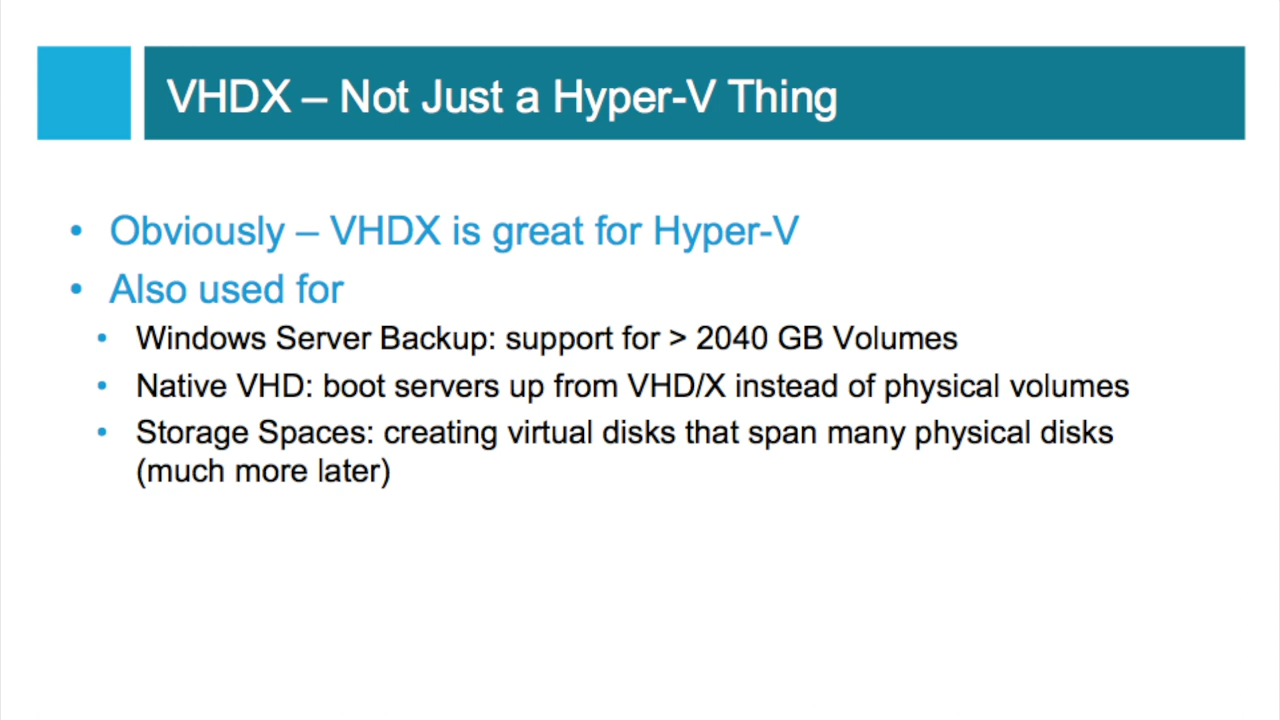 VHDX – Not Just a Hyper-V Thing
• Obviously – VHDX is great for Hyper-V
• Also used for
• Windows Server Backup: support for > 2040 GB Volumes
• Native VHD: boot servers up from VHD/X instead of physical volumes
• Storage Spaces: creating virtual disks that span many physical disks
(much more later)